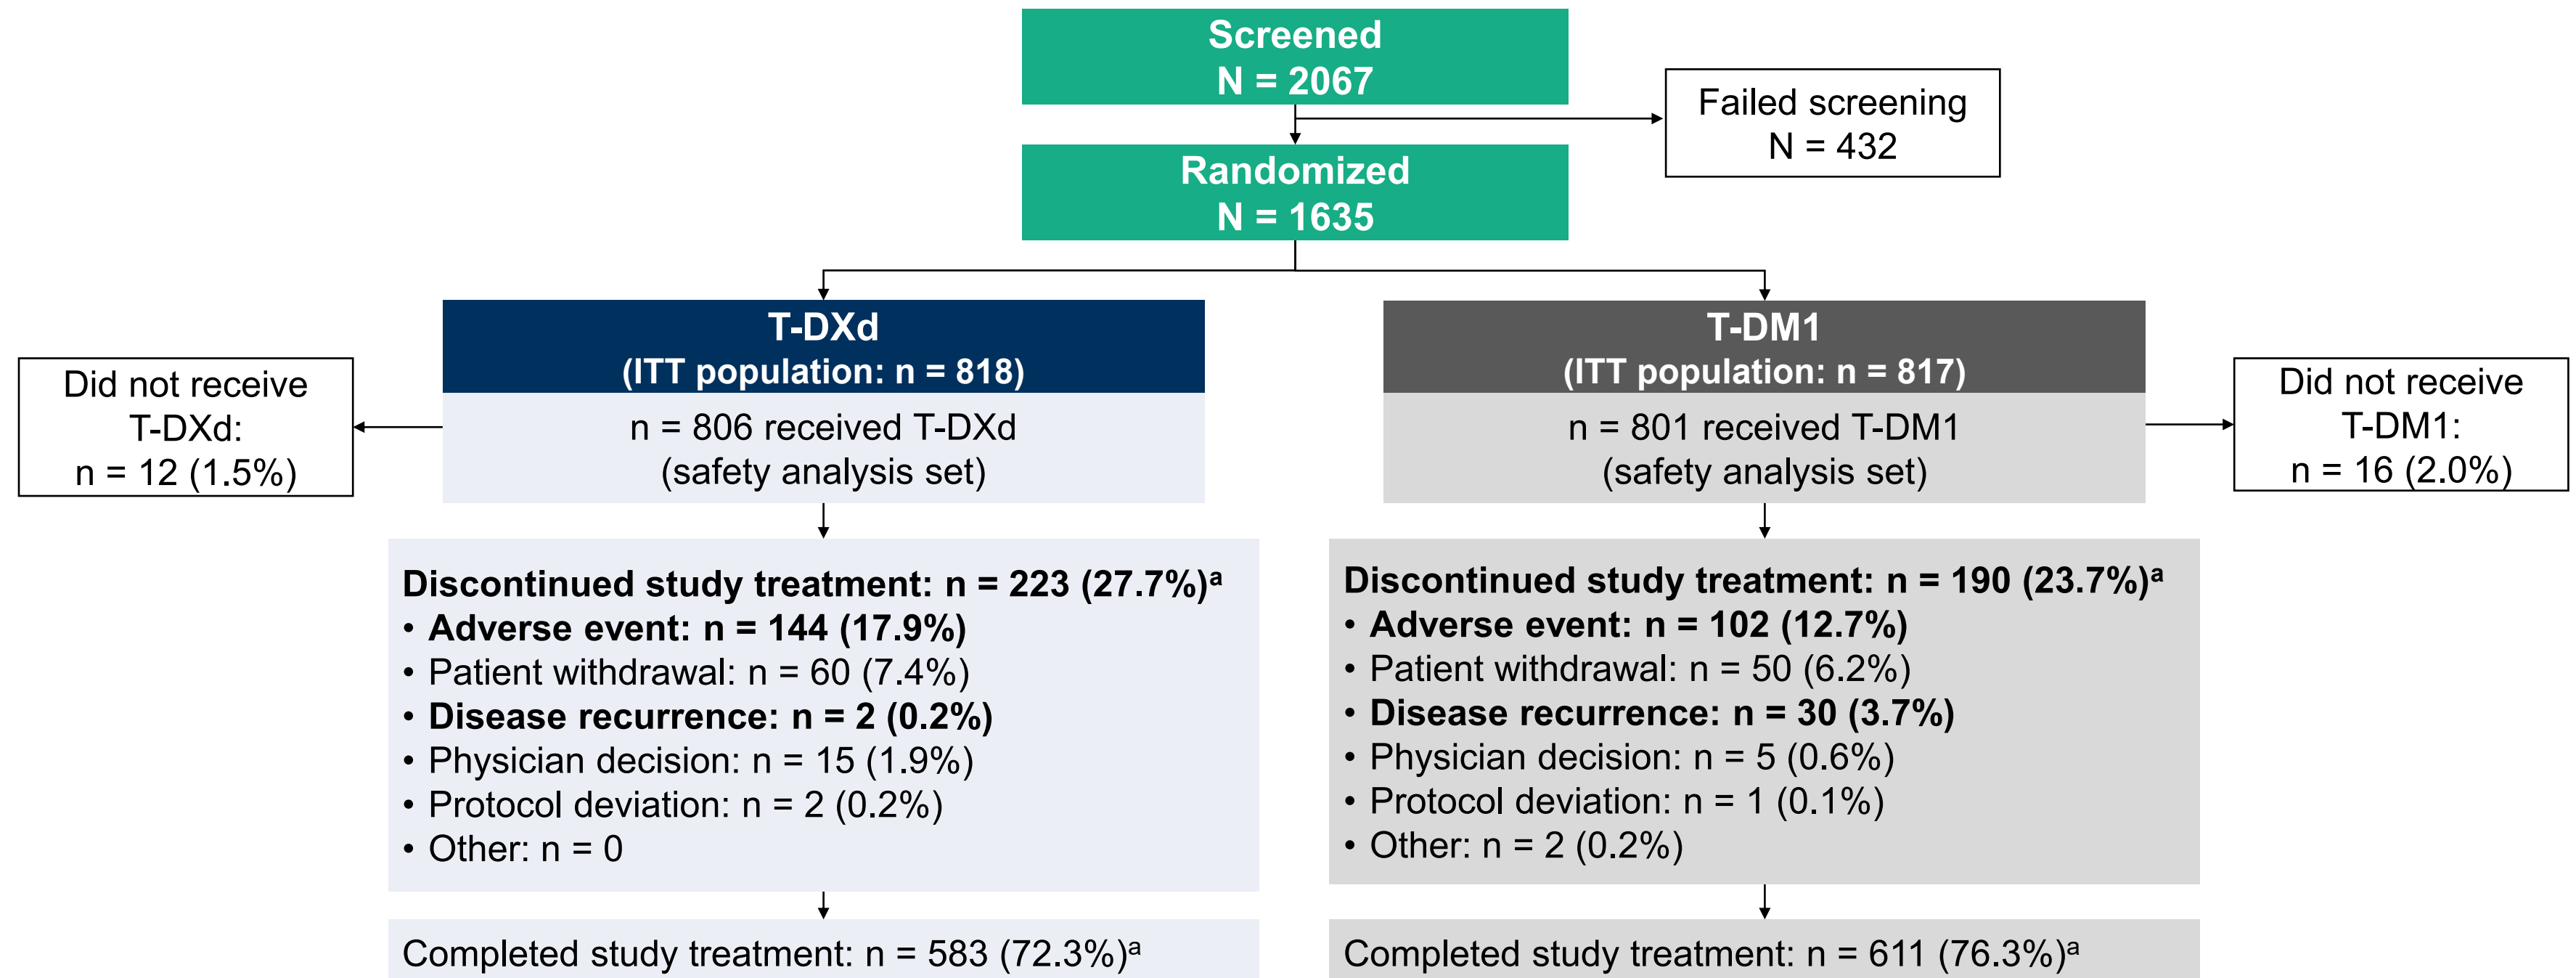 Screened
N = 2067
Failed screening
N = 432
Randomized
N = 1635
T-DXd
(ITT population: n = 818)
n = 806 received T-DXd
(safety analysis set)
Did not receive
T-DXd:
n = 12 (1.5%)
T-DM1
(ITT population: n = 817)
n = 801 received T-DM1
(safety analysis set)
Did not receive
T-DM1:
n = 16 (2.0%)
Discontinued study treatment: n = 223 (27.7%)ᵃ
• Adverse event: n = 144 (17.9%)
• Patient withdrawal: n = 60 (7.4%)
• Disease recurrence: n = 2 (0.2%)
• Physician decision: n = 15 (1.9%)
• Protocol deviation: n = 2 (0.2%)
• Other: n = 0
Completed study treatment: n = 583 (72.3%)ᵃ
Discontinued study treatment: n = 190 (23.7%)ᵃ
• Adverse event: n = 102 (12.7%)
• Patient withdrawal: n = 50 (6.2%)
• Disease recurrence: n = 30 (3.7%)
• Physician decision: n = 5 (0.6%)
• Protocol deviation: n = 1 (0.1%)
• Other: n = 2 (0.2%)
Completed study treatment: n = 611 (76.3%)ᵃ